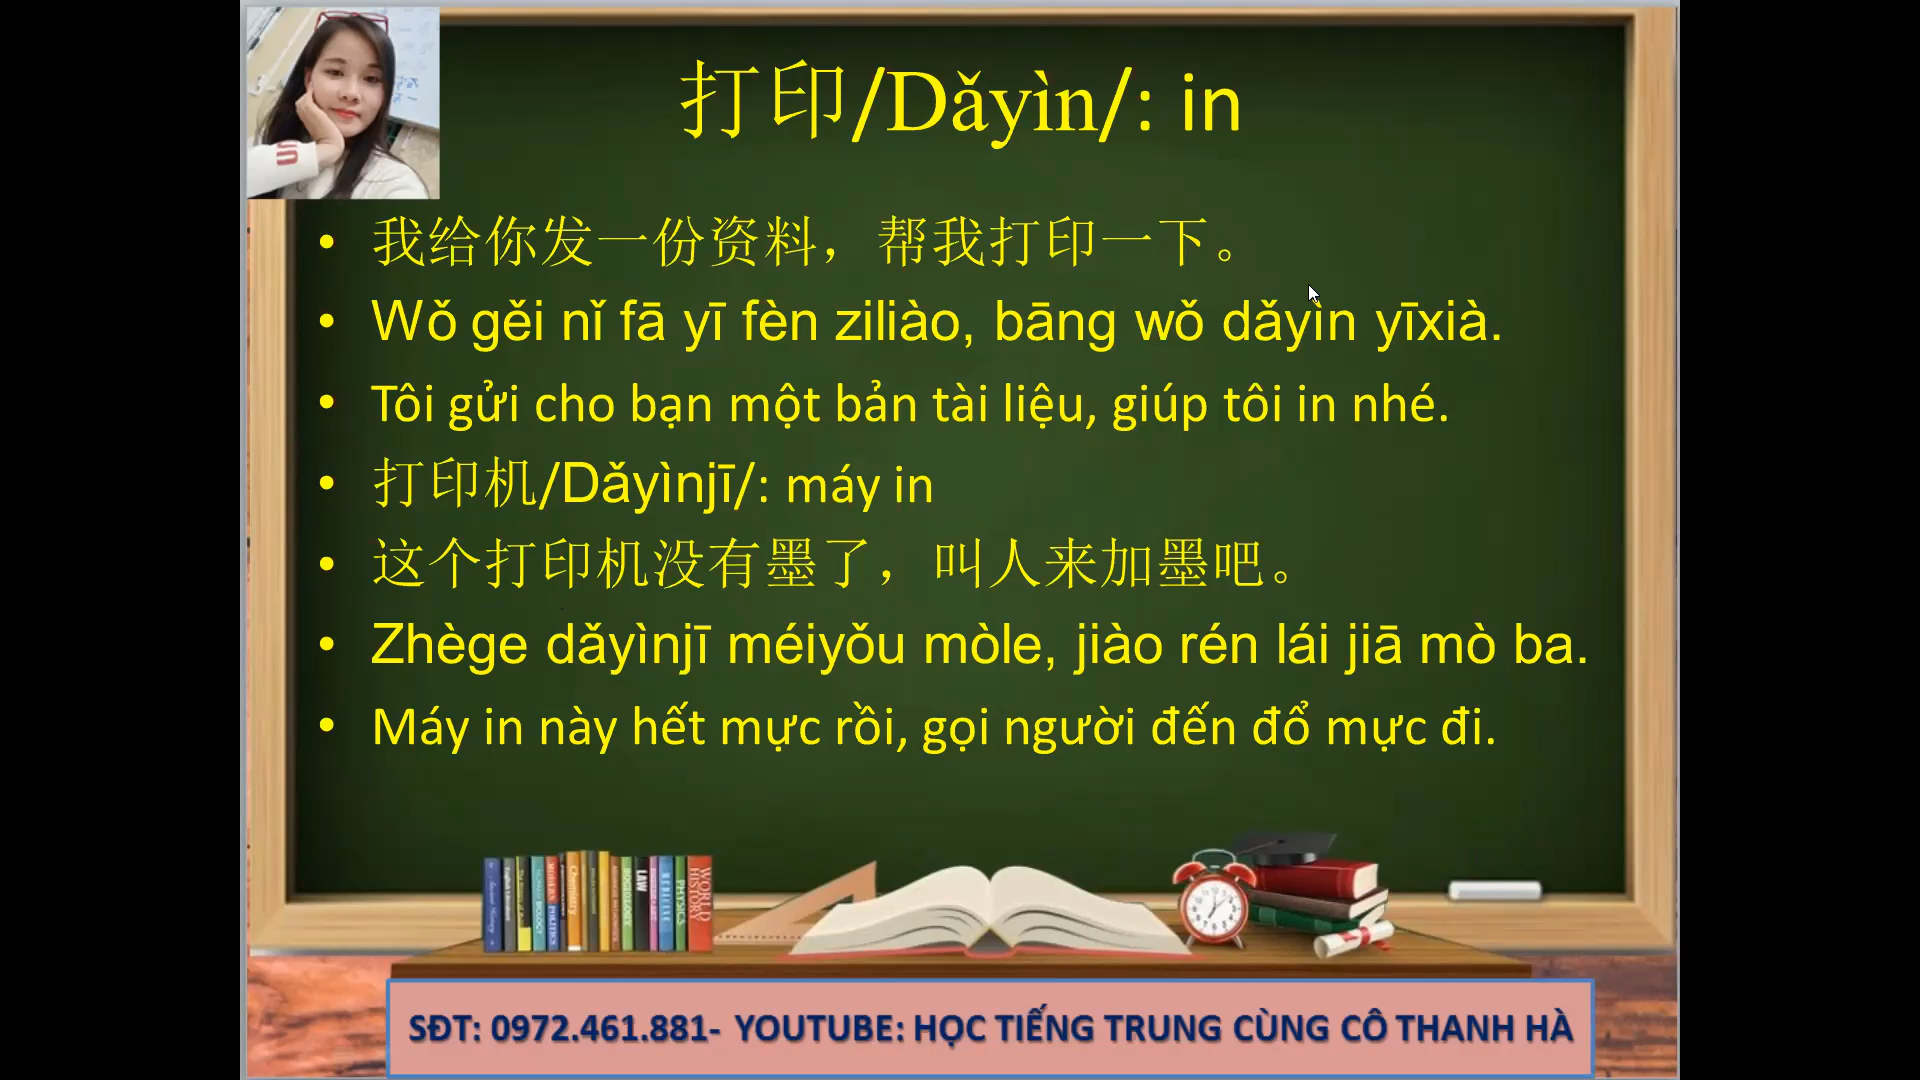 打印/Dǎyìn/: in
• 我给你发一份资料，帮我打印一下。
• Wǒ gěi nǐ fā yī fèn ziliào, bāng wǒ dǎyìn yīxià.
• Tôi gửi cho bạn một bản tài liệu, giúp tôi in nhé.
• 打印机/Dǎyìnjī/: máy in
• 这个打印机没有墨了，叫人来加墨吧。
• Zhège dǎyìnjī méiyǒu mòle, jiào rén lái jiā mò ba.
• Máy in này hết mực rồi, gọi người đến đổ mực đi.
LAW
PHYSICS
WORLD HISTORY
SĐT: 0972.461.881- YOUTUBE: HỌC TIẾNG TRUNG CÙNG CÔ THANH HÀ